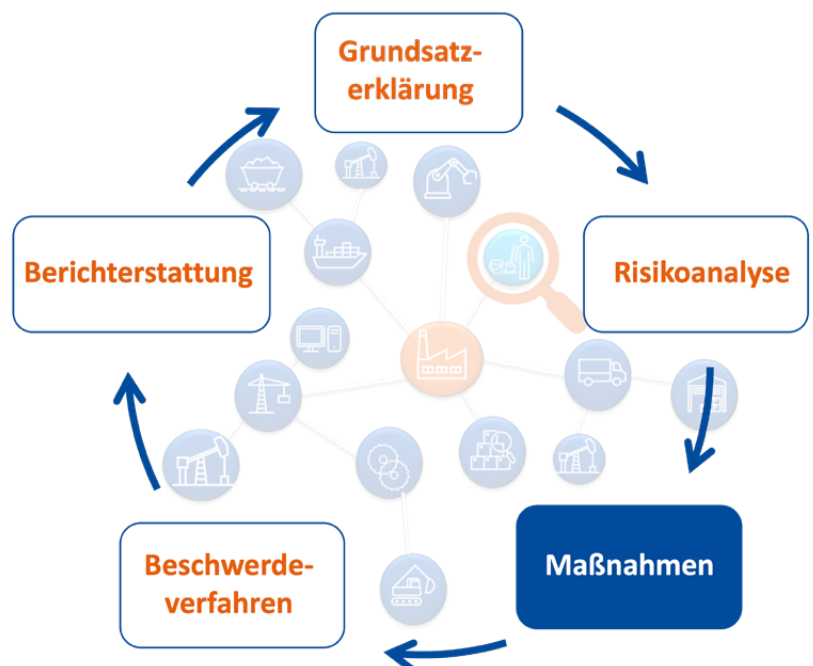 Grundsatz-
erklärung
Risikoanalyse
Maßnahmen
Beschwerde-
verfahren
Berichterstattung